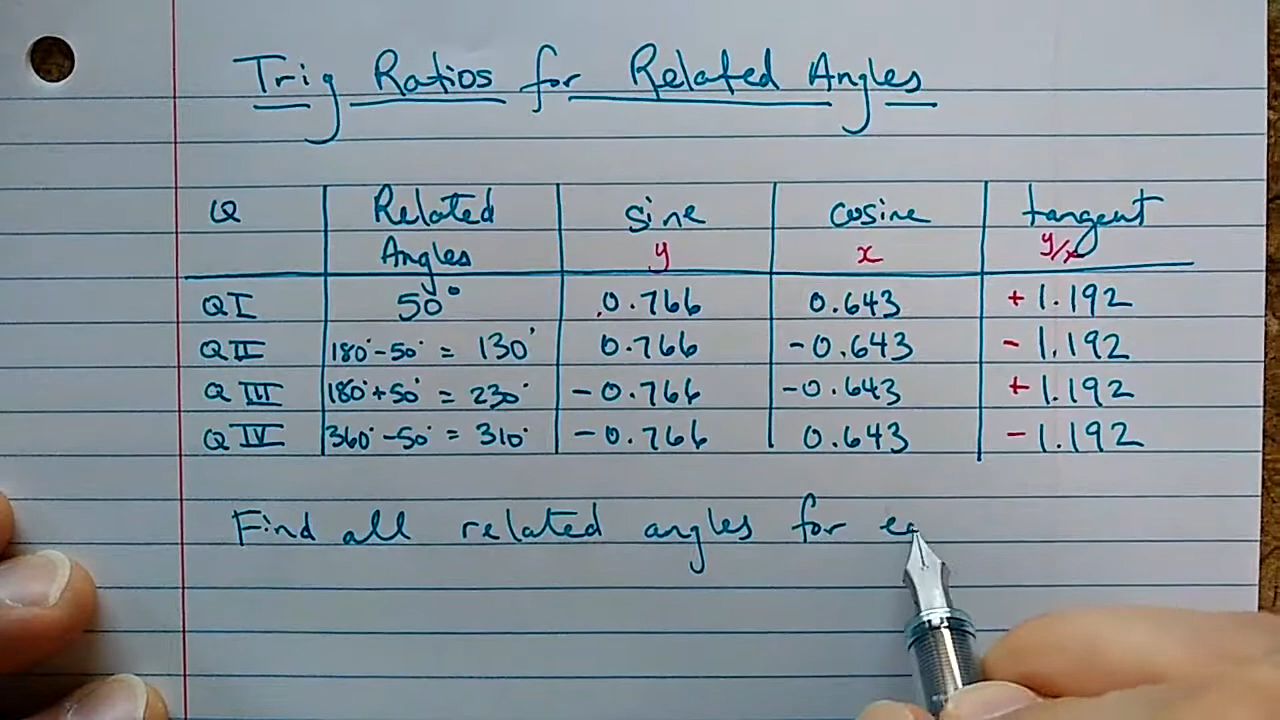 Trig Ratios for Related Angles
Q Related Angles sine y cosine x tangent y/x
QI 50° 0.766 0.643 +1.192
QII 180°-50° = 130° 0.766 -0.643 -1.192
QIII 180°+50° = 230° -0.766 -0.643 +1.192
QIV 360°-50° = 310° -0.766 0.643 -1.192
Find all related angles for